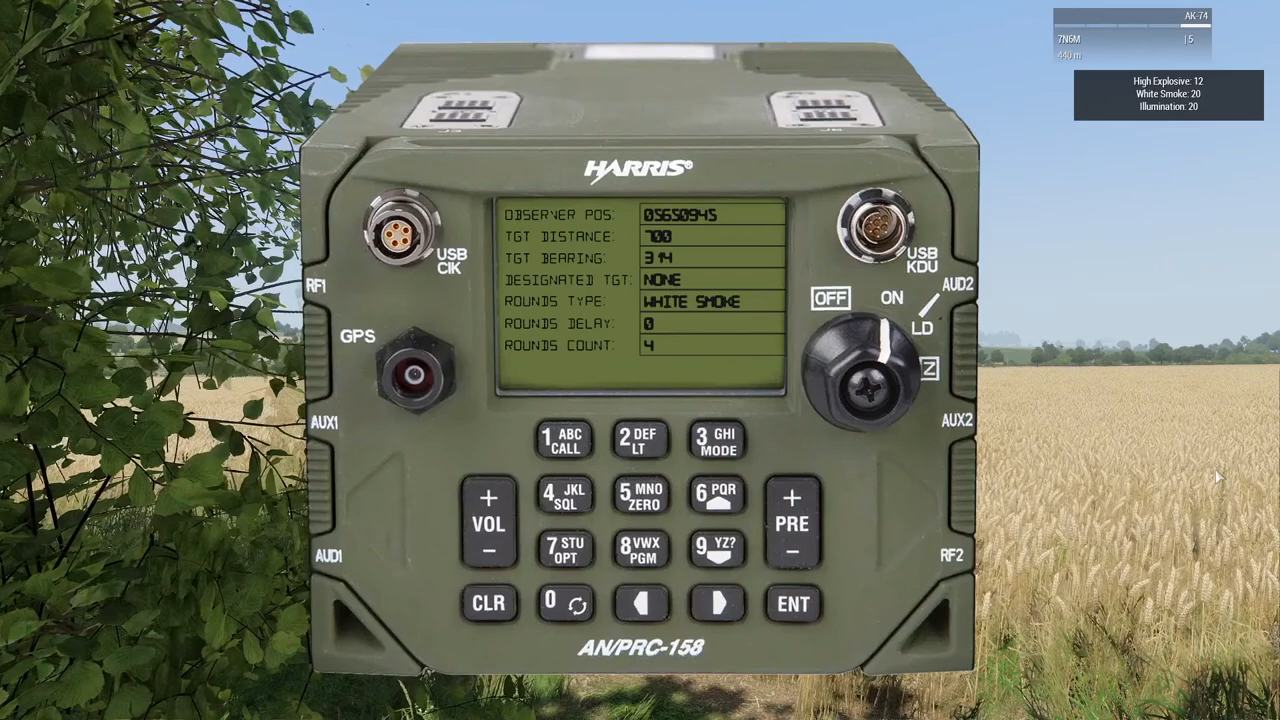 AK-74
7N6M | 5
440 m
High Explosive: 12
White Smoke: 20
Illumination: 20
HARRIS®
USB
CIK
USB
KDU
RF1
AUD2
GPS
OFF ON
LD
Z
AUX1
AUX2
AUD1
RF2
OBSERVER POS: 05650945
TGT DISTANCE: 700
TGT BEARING: 314
DESIGNATED TGT: NONE
ROUNDS TYPE: WHITE SMOKE
ROUNDS DELAY: 0
ROUNDS COUNT: 4
1 ABC CALL
2 DEF LT
3 GHI MODE
+ VOL −
4 JKL SQL
5 MNO ZERO
6 PQR
+ PRE −
7 STU OPT
8 VWX PGM
9 YZ?
CLR
0
ENT
AN/PRC-158